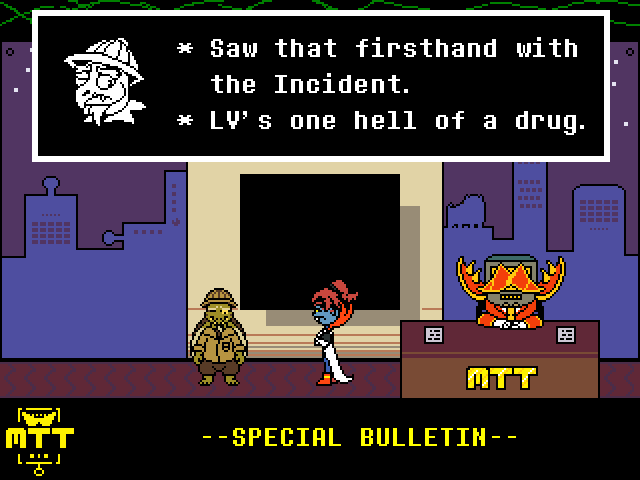 * Saw that firsthand with
the Incident.
* LV's one hell of a drug.
MTT
MTT
--SPECIAL BULLETIN--